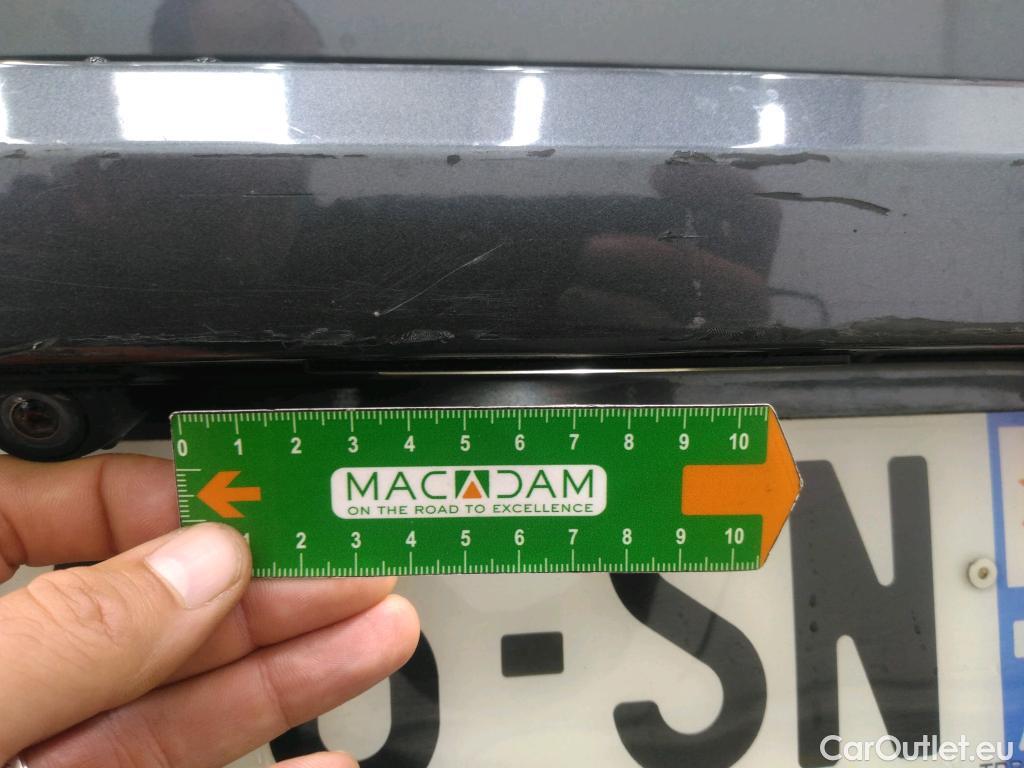 0 1 2 3 4 5 6 7 8 9 10
MACADAM
ON THE ROAD TO EXCELLENCE
1 2 3 4 5 6 7 8 9 10
-SN
CarOutlet.eu